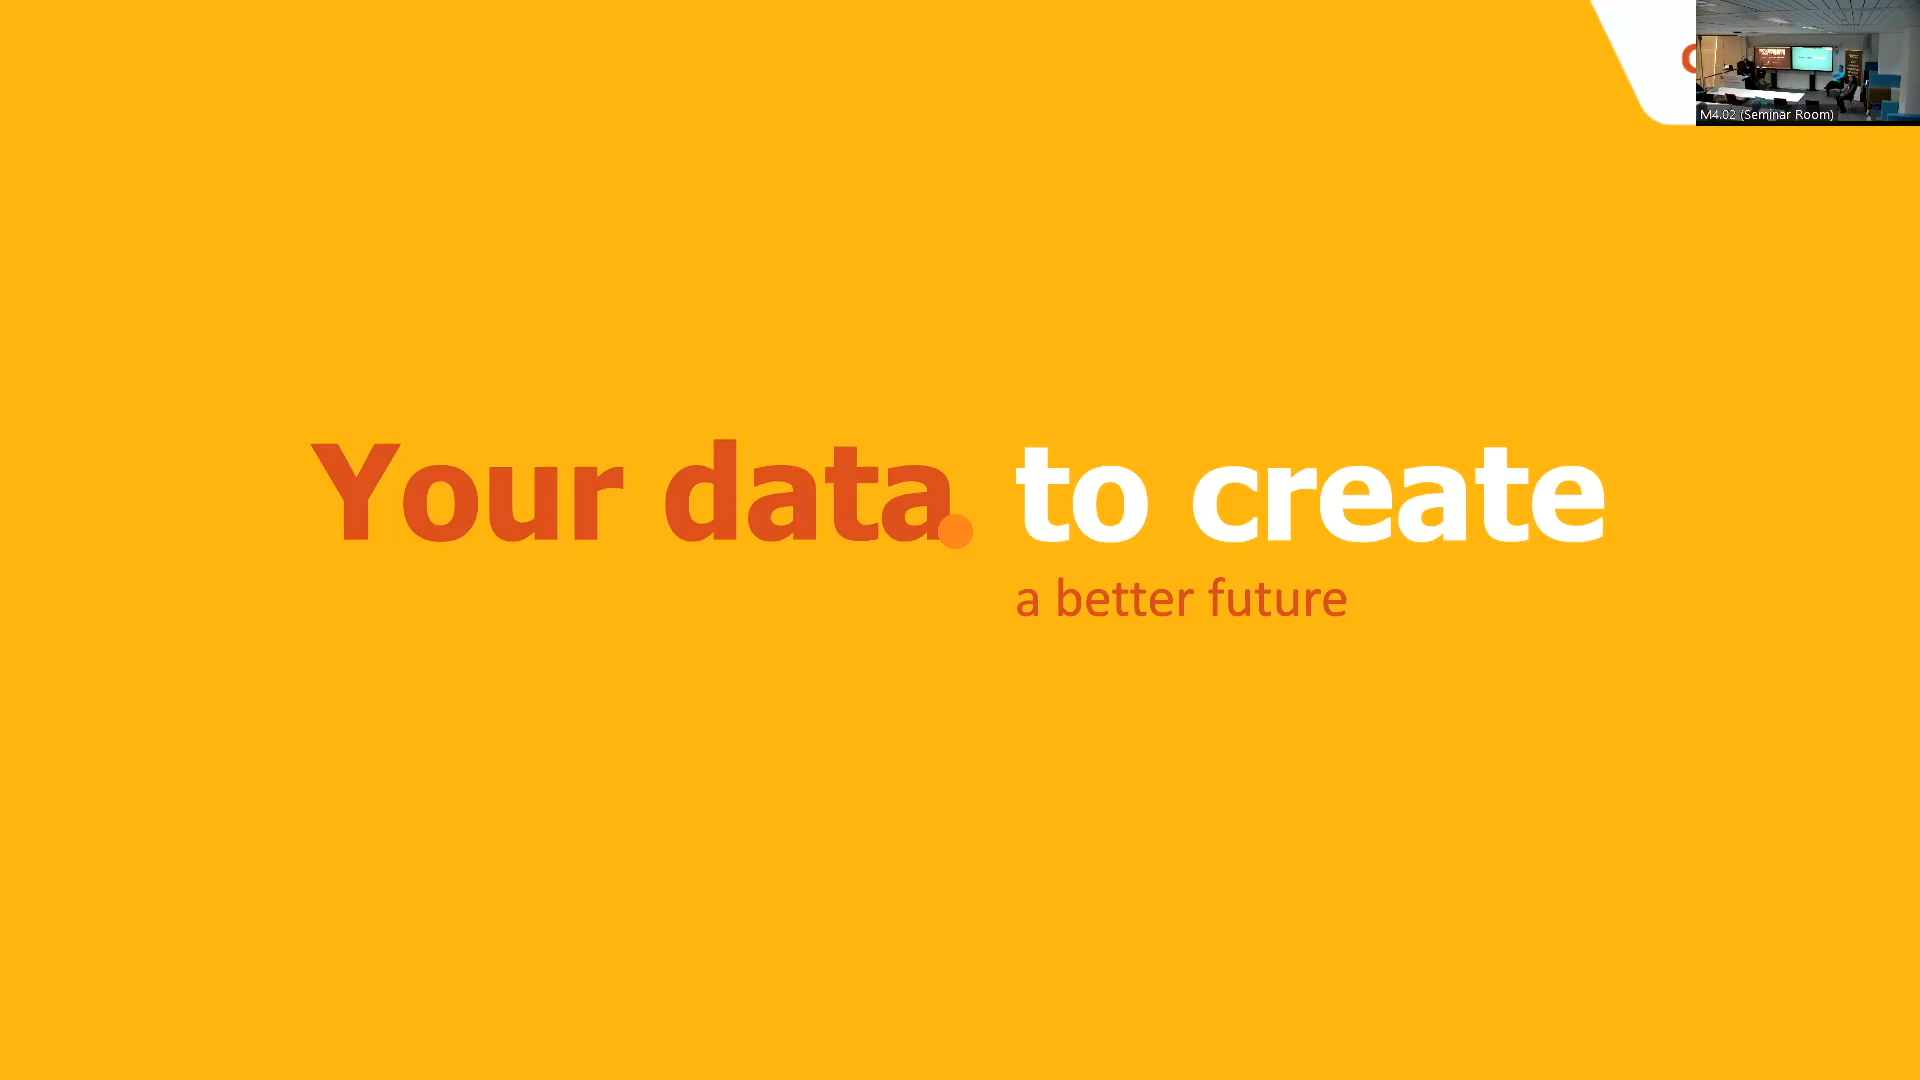 M4.02 (Seminar Room)
Your data. to create
a better future